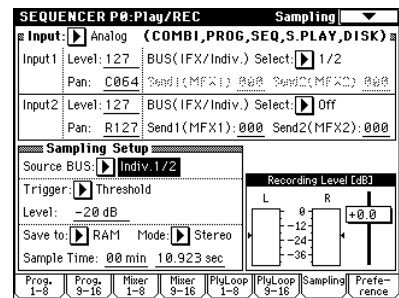 SEQUENCER P0:Play/REC Sampling
Input: Analog (COMBI,PROG,SEQ,S.PLAY,DISK)
Input1 Level: 127 BUS(IFX/Indiv.) Select: 1/2
Pan: C064 Send1(MFX1): 000 Send2(MFX2): 000
Input2 Level: 127 BUS(IFX/Indiv.) Select: Off
Pan: R127 Send1(MFX1): 000 Send2(MFX2): 000
Sampling Setup
Source BUS: Indiv.1/2
Trigger: Threshold
Level: -20 dB
Save to: RAM Mode: Stereo
Sample Time: 00 min 10.923 sec
Recording Level [dB]
L R
0
-12
-24
-36
+0.0
Prog. 1-8 Prog. 9-16 Mixer 1-8 Mixer 9-16 PlyLoop 1-8 PlyLoop 9-16 Sampling Prefe-rence